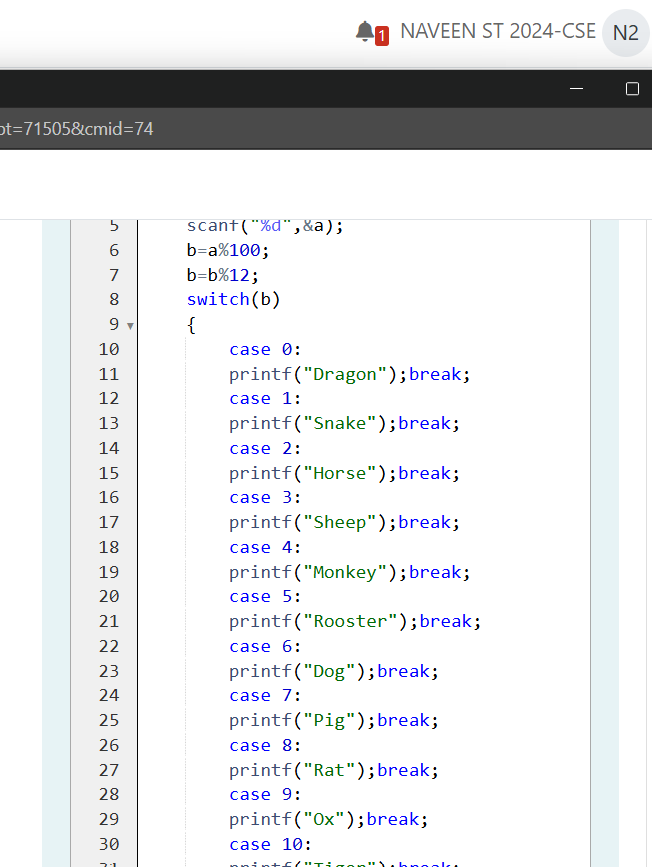 1 NAVEEN ST 2024-CSE N2
pt=71505&cmid=74
5 scanf("%d",&a);
6 b=a%100;
7 b=b%12;
8 switch(b)
9 {
10 case 0:
11 printf("Dragon");break;
12 case 1:
13 printf("Snake");break;
14 case 2:
15 printf("Horse");break;
16 case 3:
17 printf("Sheep");break;
18 case 4:
19 printf("Monkey");break;
20 case 5:
21 printf("Rooster");break;
22 case 6:
23 printf("Dog");break;
24 case 7:
25 printf("Pig");break;
26 case 8:
27 printf("Rat");break;
28 case 9:
29 printf("Ox");break;
30 case 10:
31 printf("Tiger");break;